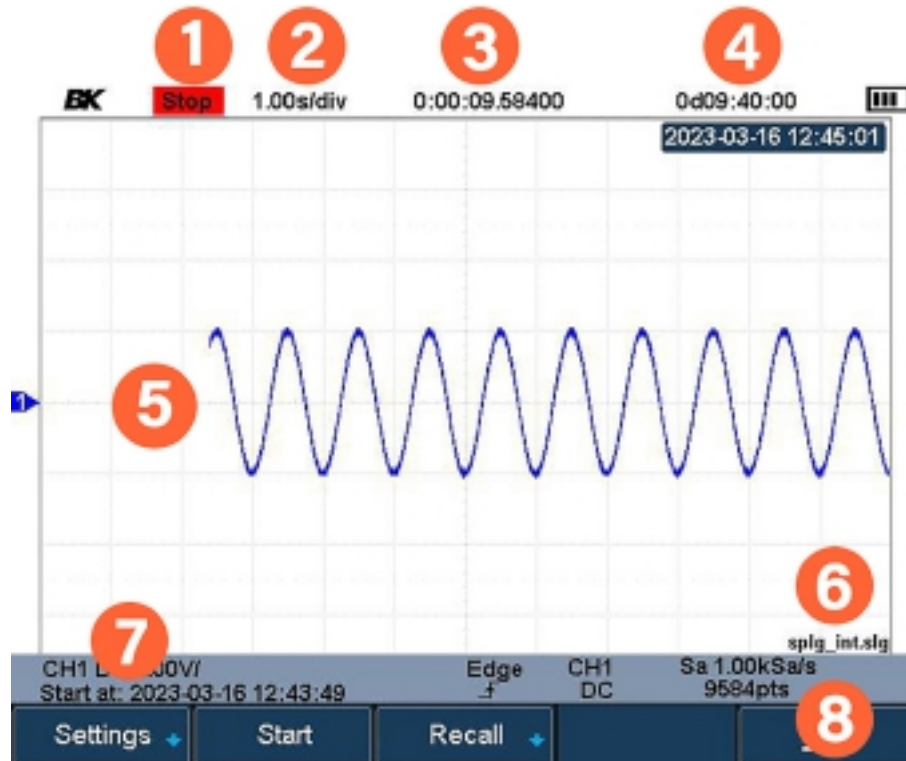 1 2 3 4
BK Stop 1.00s/div 0:00:09.58400 0d09:40:00
2023-03-16 12:45:01
5
1
6
splg_int.slg
7
CH1 .00V/ Edge CH1 Sa 1.00kSa/s
Start at: 2023-03-16 12:43:49 DC 9584pts
8
Settings Start Recall